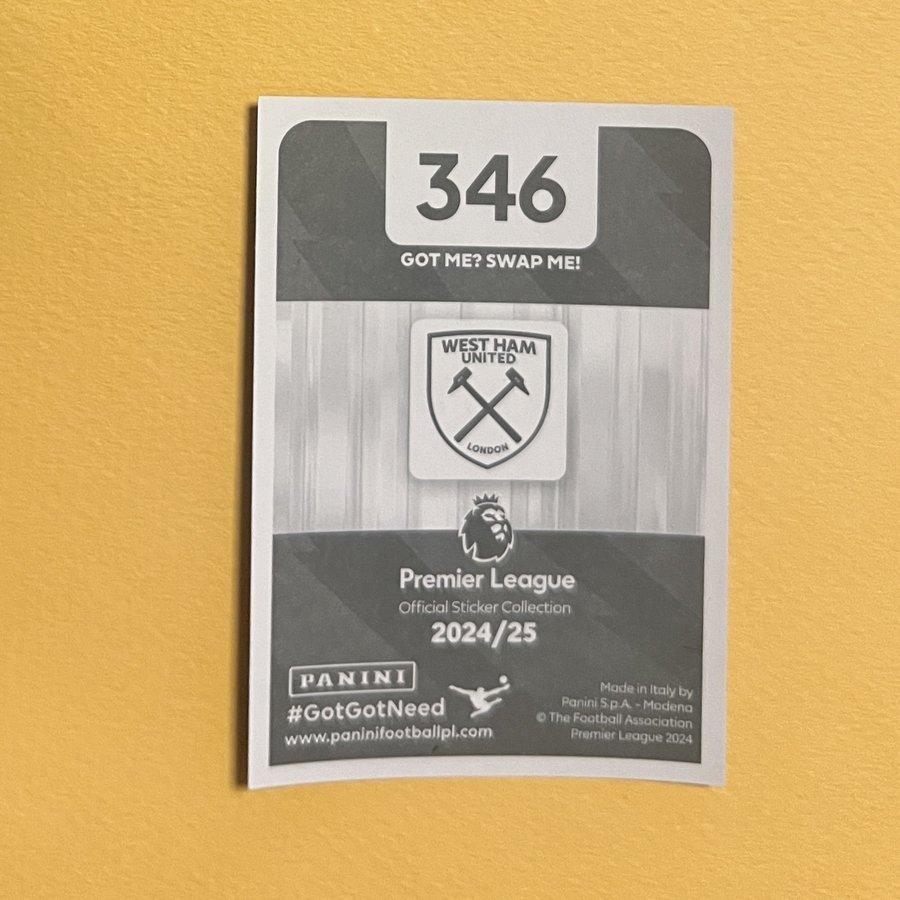 346
GOT ME? SWAP ME!
WEST HAM
UNITED
LONDON
Premier League
Official Sticker Collection
2024/25
PANINI
#GotGotNeed
www.paninifootballpl.com
Made in Italy by
Panini S.p.A. - Modena
© The Football Association
Premier League 2024